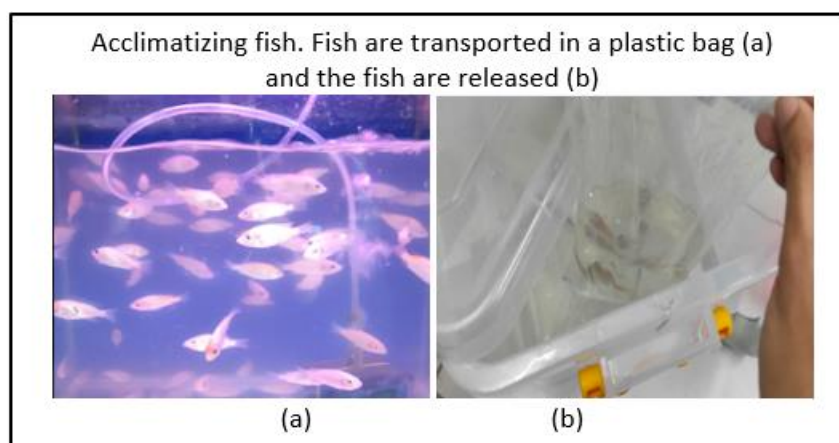 Acclimatizing fish. Fish are transported in a plastic bag (a)
and the fish are released (b)
(a)
(b)